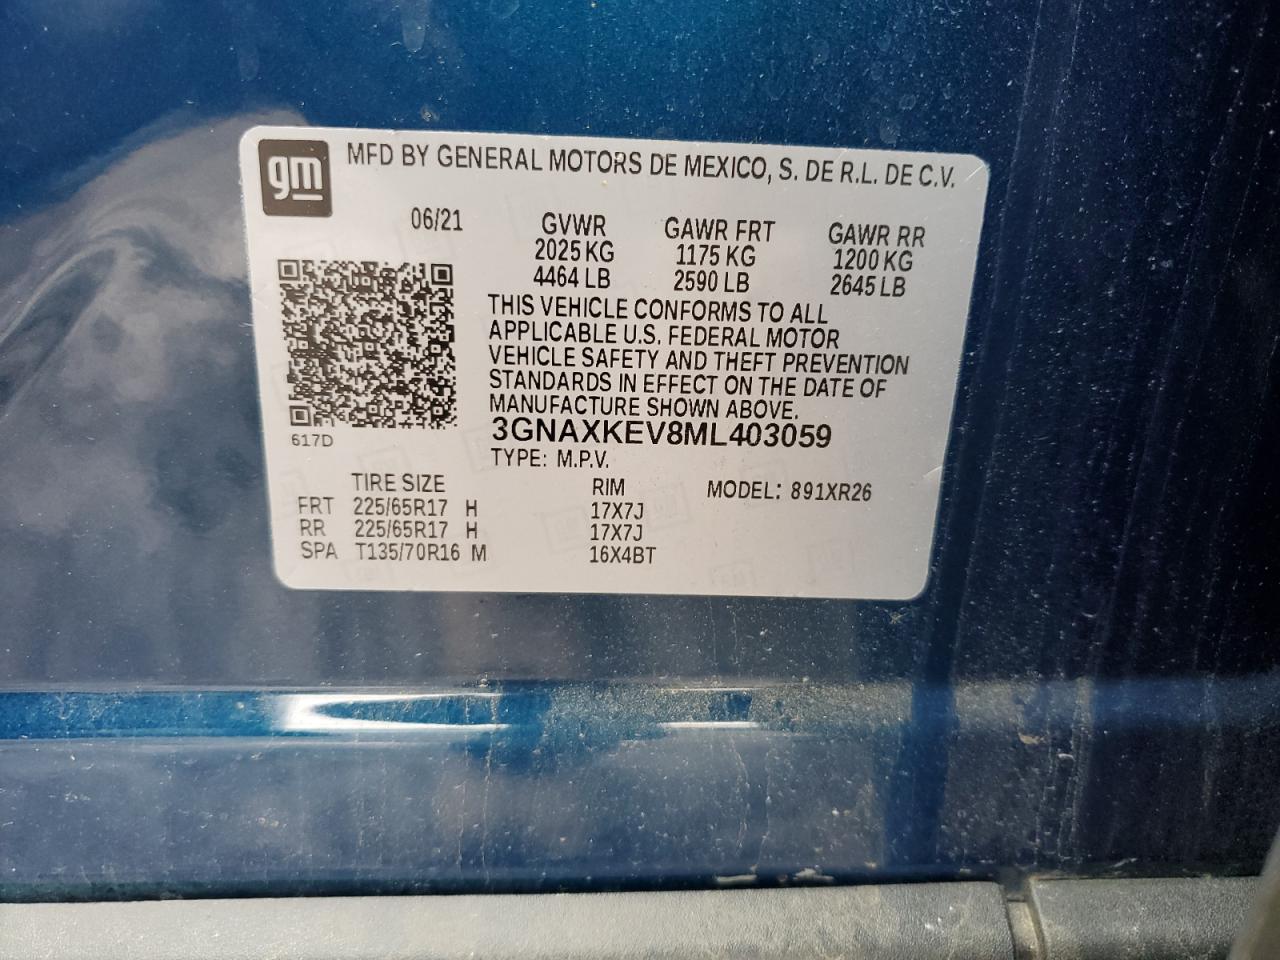 gm
MFD BY GENERAL MOTORS DE MEXICO, S. DE R.L. DE C.V.
06/21 GVWR GAWR FRT GAWR RR
2025 KG 1175 KG 1200 KG
4464 LB 2590 LB 2645 LB
THIS VEHICLE CONFORMS TO ALL
APPLICABLE U.S. FEDERAL MOTOR
VEHICLE SAFETY AND THEFT PREVENTION
STANDARDS IN EFFECT ON THE DATE OF
MANUFACTURE SHOWN ABOVE.
617D
3GNAXKEV8ML403059
TYPE: M.P.V.
TIRE SIZE RIM MODEL: 891XR26
FRT 225/65R17 H 17X7J
RR 225/65R17 H 17X7J
SPA T135/70R16 M 16X4BT